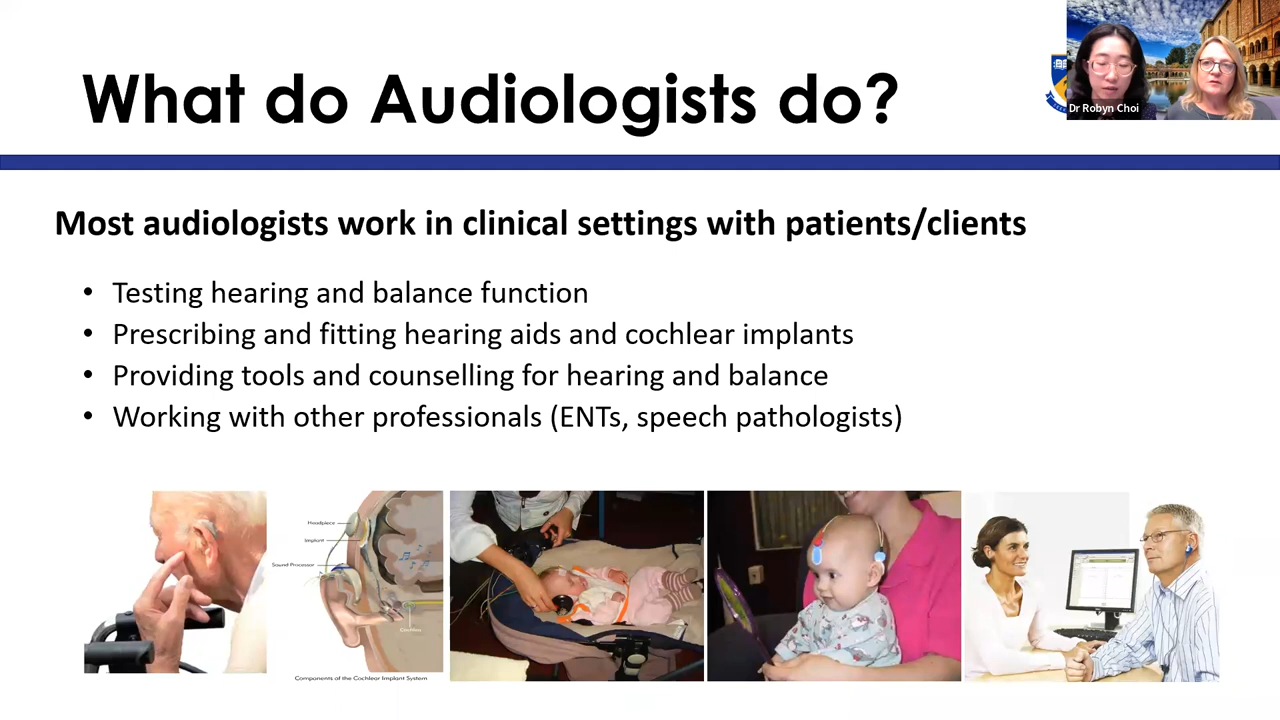 What do Audiologists do?
Dr Robyn Choi
Most audiologists work in clinical settings with patients/clients
• Testing hearing and balance function
• Prescribing and fitting hearing aids and cochlear implants
• Providing tools and counselling for hearing and balance
• Working with other professionals (ENTs, speech pathologists)
Headpiece
Implant
Sound Processor
Cochlea
Components of the Cochlear Implant System